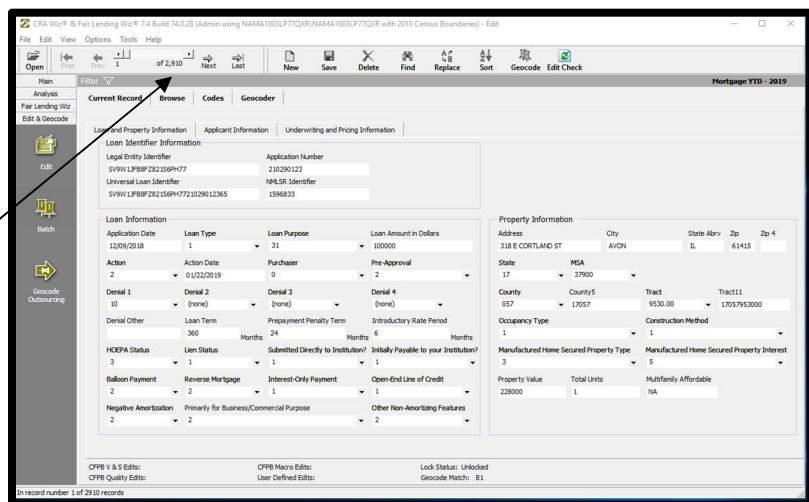 CRA Wiz® & Fair Lending Wiz® 7.4 Build 74.0.28 (Admin using NAMA1003LP77QXR\NAMA1003LP77QXR with 2010 Census Boundaries) - Edit
File Edit View Options Tools Help
Open First Prev 1 of 2,910 Next Last New Save Delete Find Replace Sort Geocode Edit Check
Main
Analysis
Fair Lending Wiz
Edit & Geocode
Edit
Batch
Geocode Outsourcing
Filter Mortgage YTD - 2019
Current Record Browse Codes Geocoder
Loan and Property Information Applicant Information Underwriting and Pricing Information
Loan Identifier Information
Legal Entity Identifier Application Number
SV9W1JFB8FZ821S6PH77 210290123
Universal Loan Identifier NMLSR Identifier
SV9W1JFB8FZ821S6PH7721029012365 1596833
Loan Information
Application Date Loan Type Loan Purpose Loan Amount in Dollars
12/09/2018 1 31 100000
Action Action Date Purchaser Pre-Approval
2 01/22/2019 0 2
Denial 1 Denial 2 Denial 3 Denial 4
10 (none) (none) (none)
Denial Other Loan Term Prepayment Penalty Term Introductory Rate Period
360 Months 24 Months 6 Months
HOEPA Status Lien Status Submitted Directly to Institution? Initially Payable to your Institution?
3 1 1 1
Balloon Payment Reverse Mortgage Interest-Only Payment Open-End Line of Credit
2 2 1 1
Negative Amortization Primarily for Business/Commercial Purpose Other Non-Amortizing Features
2 2 2
Property Information
Address City State Abrv Zip Zip 4
318 E CORTLAND ST AVON IL 61415
State MSA
17 37900
County County5 Tract Tract11
057 17057 9530.00 17057953000
Occupancy Type Construction Method
1 1
Manufactured Home Secured Property Type Manufactured Home Secured Property Interest
3 5
Property Value Total Units Multifamily Affordable
228000 1 NA
CFPB V & S Edits: CFPB Macro Edits: Lock Status: Unlocked
CFPB Quality Edits: User Defined Edits: Geocode Match: B1
In record number 1 of 2910 records